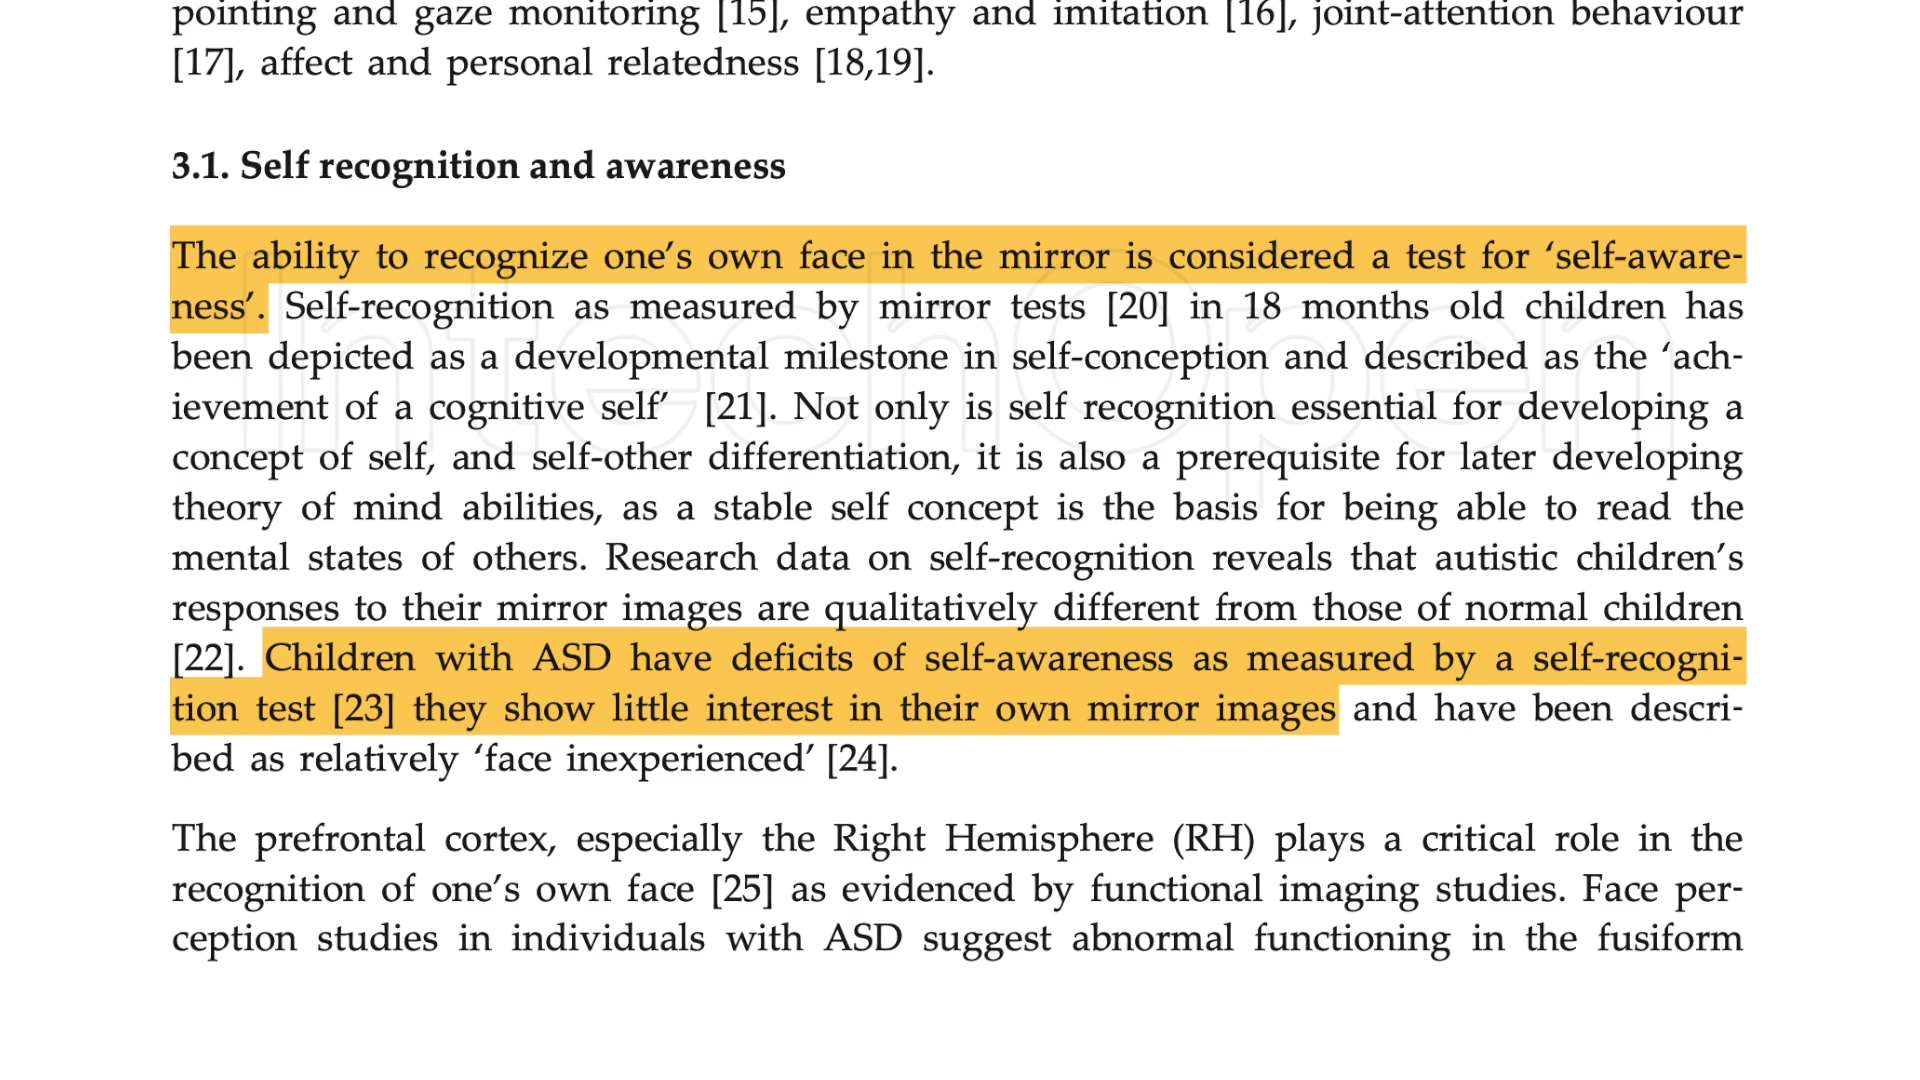 pointing and gaze monitoring [15], empathy and imitation [16], joint-attention behaviour
[17], affect and personal relatedness [18,19].
3.1. Self recognition and awareness
The ability to recognize one’s own face in the mirror is considered a test for ‘self-aware-
ness’. Self-recognition as measured by mirror tests [20] in 18 months old children has
been depicted as a developmental milestone in self-conception and described as the ‘ach-
ievement of a cognitive self’ [21]. Not only is self recognition essential for developing a
concept of self, and self-other differentiation, it is also a prerequisite for later developing
theory of mind abilities, as a stable self concept is the basis for being able to read the
mental states of others. Research data on self-recognition reveals that autistic children’s
responses to their mirror images are qualitatively different from those of normal children
[22]. Children with ASD have deficits of self-awareness as measured by a self-recogni-
tion test [23] they show little interest in their own mirror images and have been descri-
bed as relatively ‘face inexperienced’ [24].
The prefrontal cortex, especially the Right Hemisphere (RH) plays a critical role in the
recognition of one’s own face [25] as evidenced by functional imaging studies. Face per-
ception studies in individuals with ASD suggest abnormal functioning in the fusiform
IntechOpen